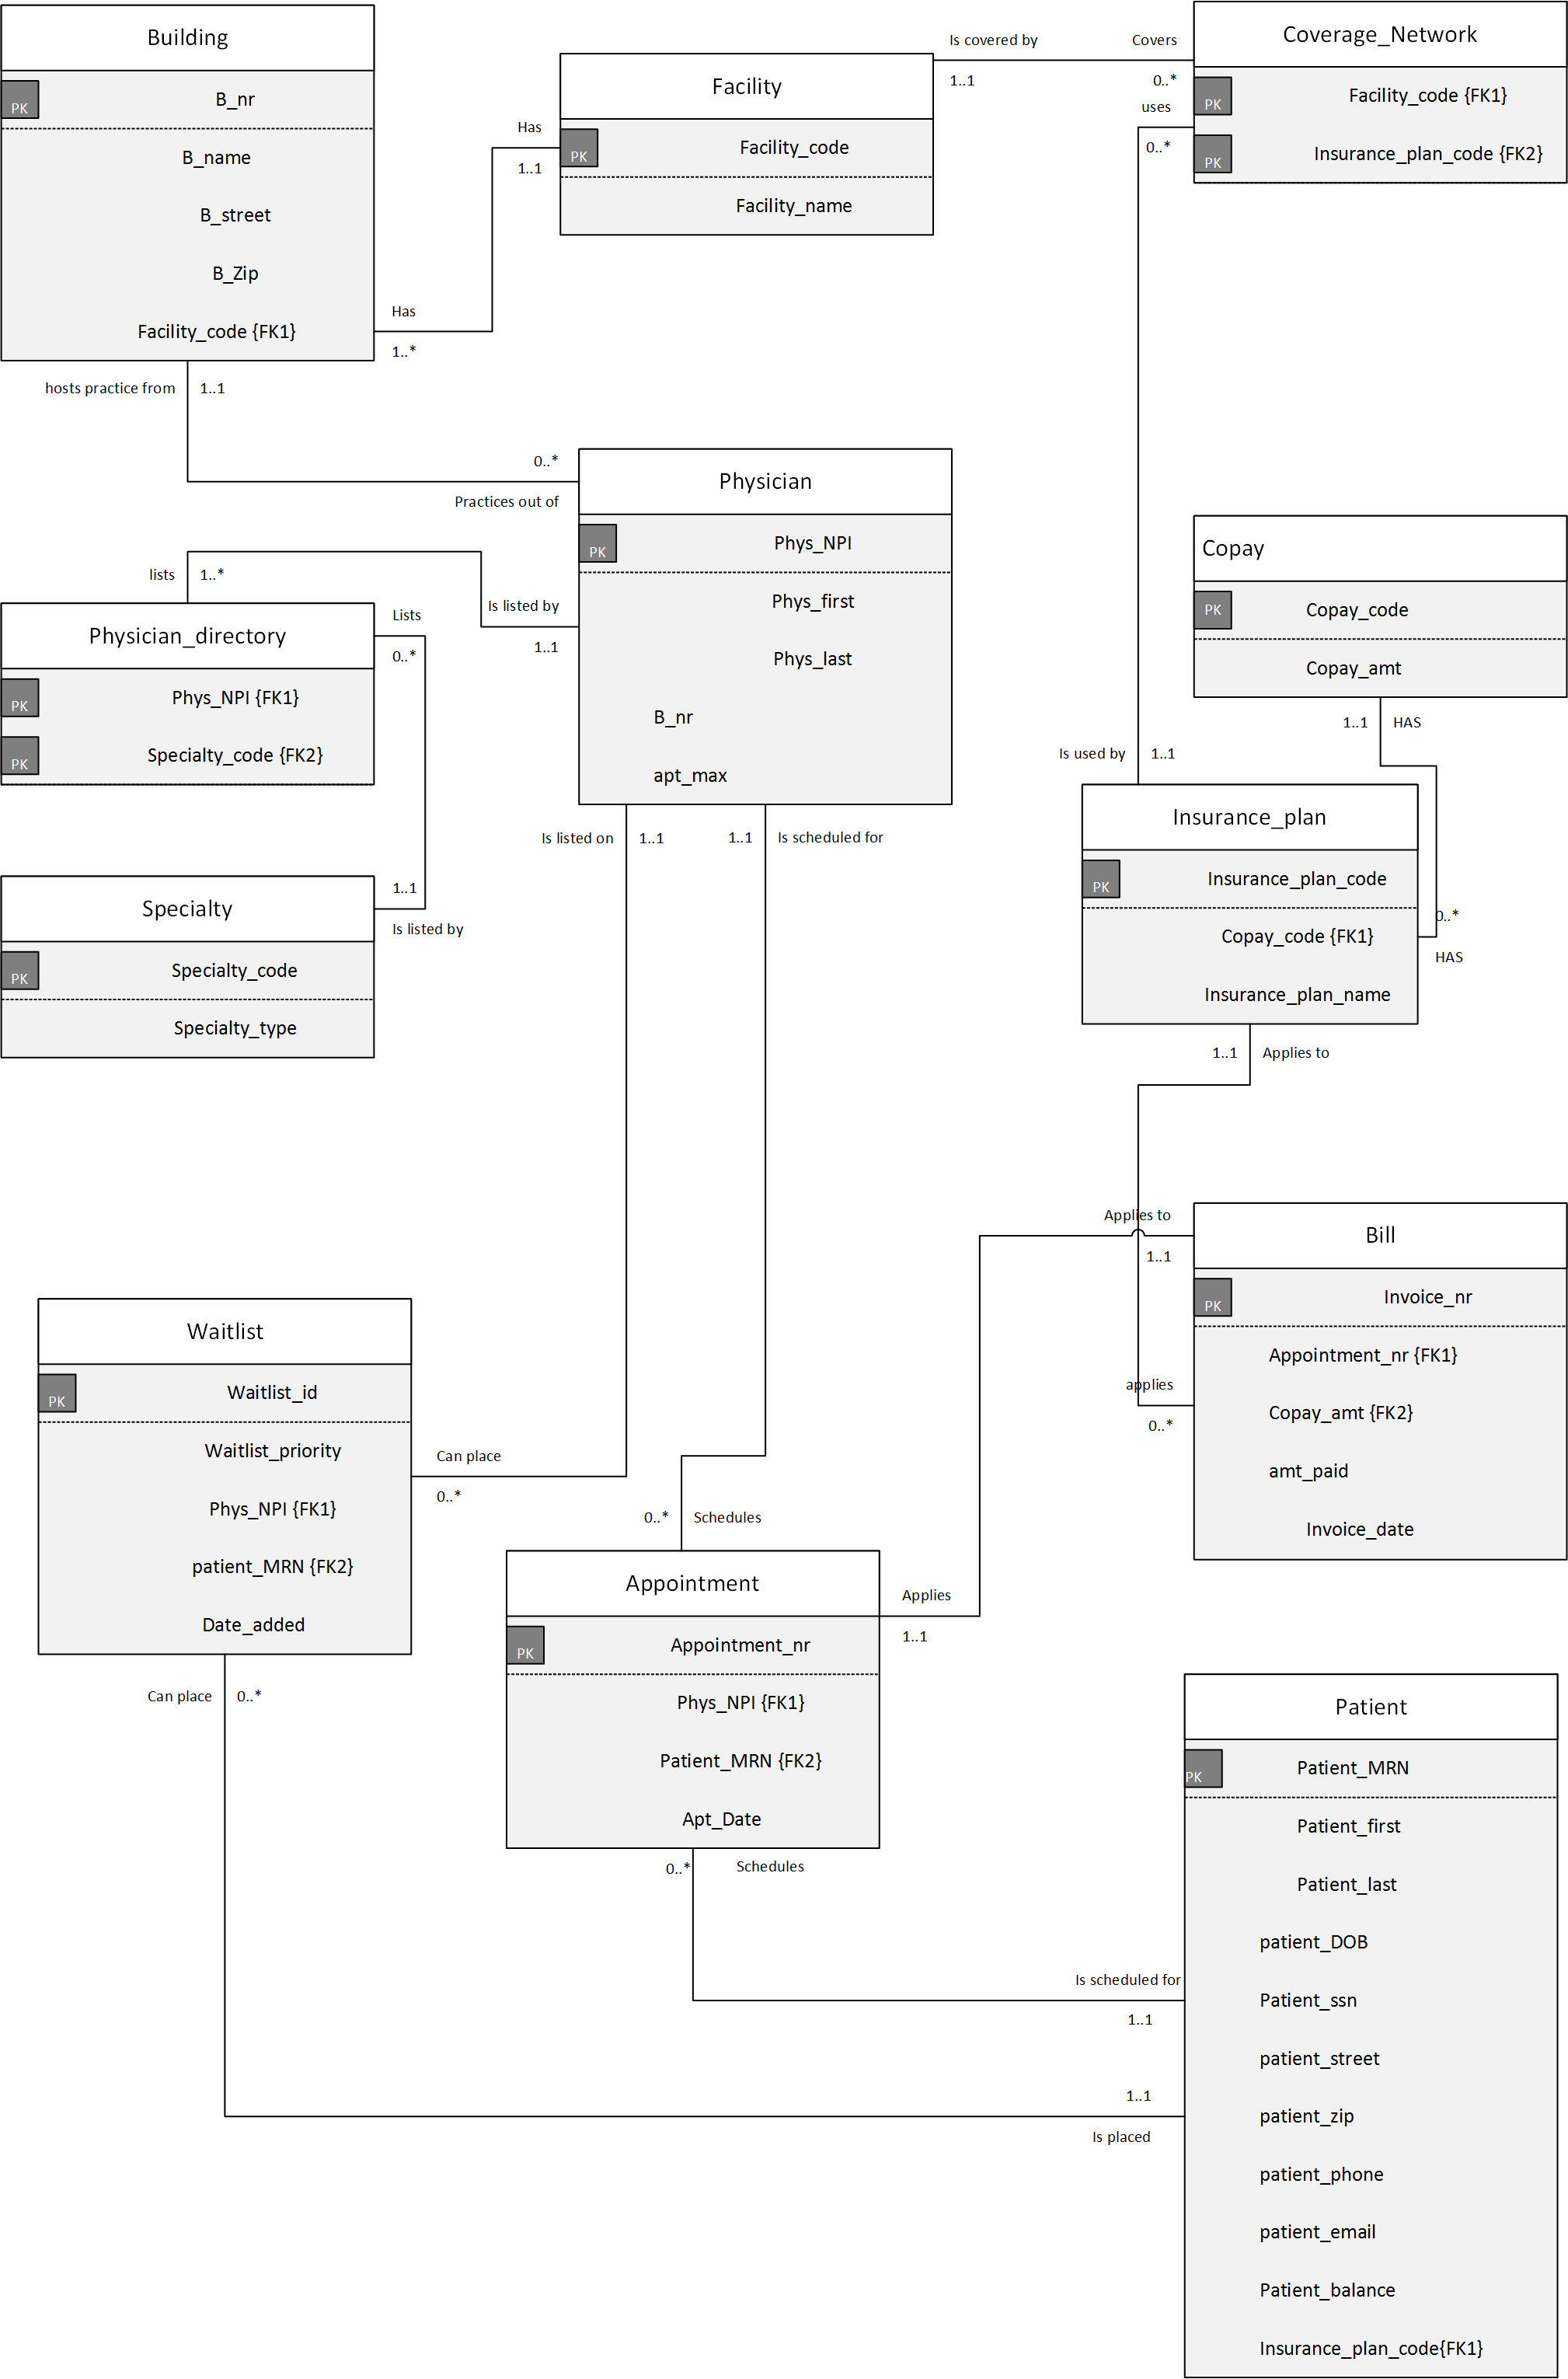 Building
PK
B_nr
B_name
B_street
B_Zip
Facility_code {FK1}
Facility
PK
Facility_code
Facility_name
Coverage_Network
PK
Facility_code {FK1}
PK
Insurance_plan_code {FK2}
Is covered by
1..1
Covers
0..*
uses
0..*
Has
1..1
Has
1..*
hosts practice from
1..1
0..*
Practices out of
Physician
PK
Phys_NPI
Phys_first
Phys_last
B_nr
apt_max
lists
1..*
Is listed by
1..1
Physician_directory
PK
Phys_NPI {FK1}
PK
Specialty_code {FK2}
Lists
0..*
1..1
Is listed by
Specialty
PK
Specialty_code
Specialty_type
Copay
PK
Copay_code
Copay_amt
1..1
HAS
Is used by
1..1
Insurance_plan
PK
Insurance_plan_code
Copay_code {FK1}
Insurance_plan_name
0..*
HAS
Is listed on
1..1
1..1
Is scheduled for
1..1
Applies to
Applies to
1..1
Bill
PK
Invoice_nr
Appointment_nr {FK1}
Copay_amt {FK2}
amt_paid
Invoice_date
applies
0..*
Waitlist
PK
Waitlist_id
Waitlist_priority
Phys_NPI {FK1}
patient_MRN {FK2}
Date_added
Can place
0..*
0..*
Schedules
Appointment
PK
Appointment_nr
Phys_NPI {FK1}
Patient_MRN {FK2}
Apt_Date
Applies
1..1
Can place
0..*
0..*
Schedules
Is scheduled for
1..1
1..1
Is placed
Patient
PK
Patient_MRN
Patient_first
Patient_last
patient_DOB
Patient_ssn
patient_street
patient_zip
patient_phone
patient_email
Patient_balance
Insurance_plan_code{FK1}